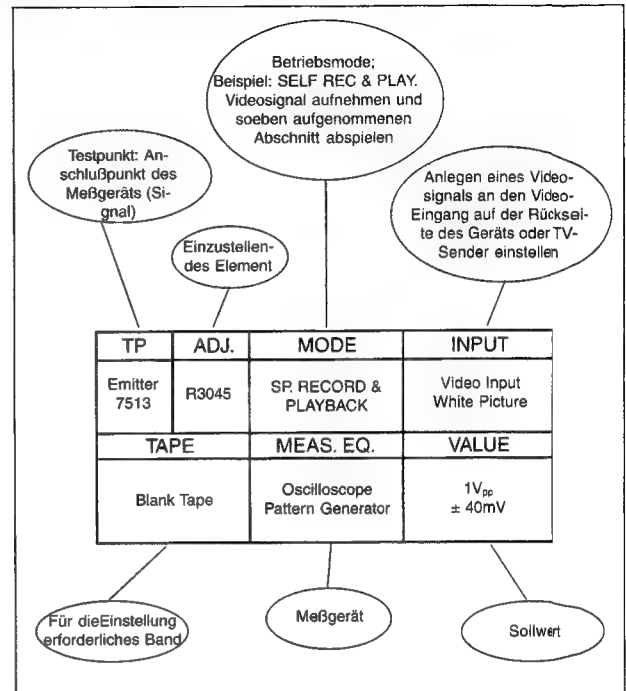 Betriebsmode;
Beispiel: SELF REC & PLAY.
Videosignal aufnehmen und
soeben aufgenommenen
Abschnitt abspielen
Testpunkt: An-
schlußpunkt des
Meßgeräts (Si-
gnal)
Anlegen eines Video-
signals an den Video-
Eingang auf der Rücksei-
te des Geräts oder TV-
Sender einstellen
Einzustellen-
des Element
TP ADJ. MODE INPUT
Emitter
7513
R3045
SP. RECORD &
PLAYBACK
Video Input
White Picture
TAPE MEAS. EQ. VALUE
Blank Tape
Oscilloscope
Pattern Generator
1Vpp
± 40mV
Für dieEinstellung
erforderliches Band
Meßgerät
Sollwert